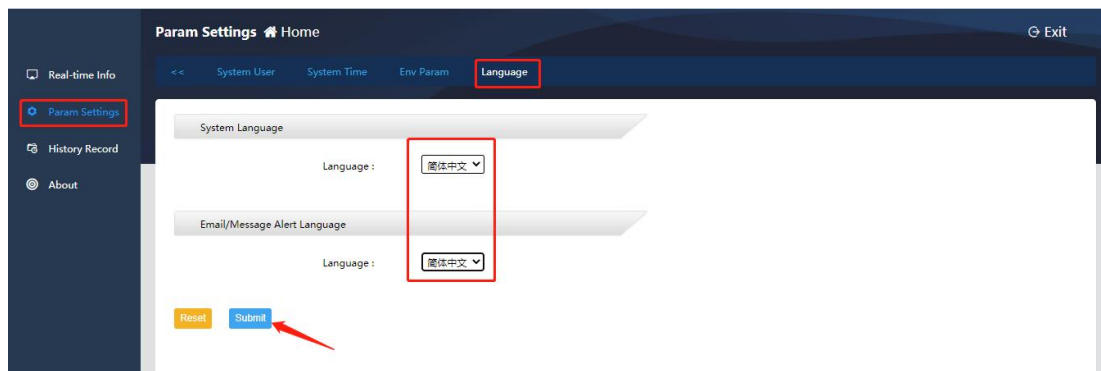 Param Settings Home
Exit
Real-time Info
Param Settings
History Record
About
<< System User System Time Env Param Language
System Language
Language : 简体中文
Email/Message Alert Language
Language : 简体中文
Reset Submit